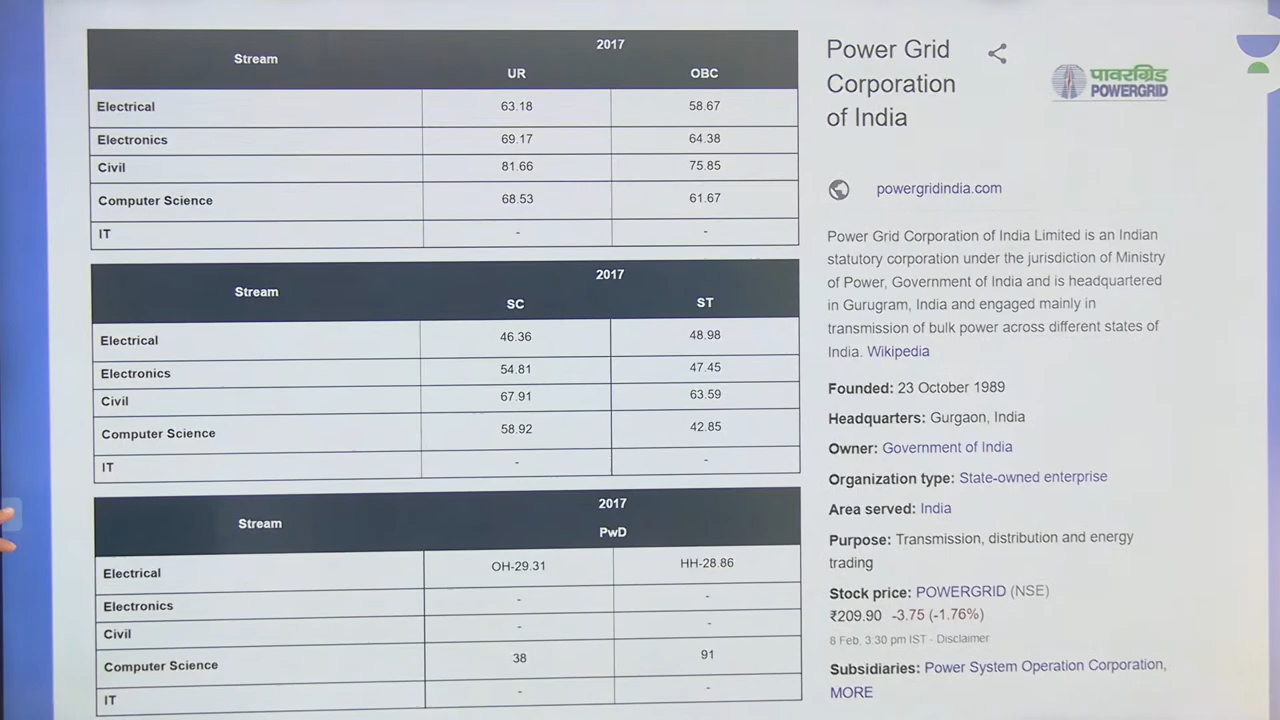 Stream 2017
UR OBC
Electrical 63.18 58.67
Electronics 69.17 64.38
Civil 81.66 75.85
Computer Science 68.53 61.67
IT - -
Stream 2017
SC ST
Electrical 46.36 48.98
Electronics 54.81 47.45
Civil 67.91 63.59
Computer Science 58.92 42.85
IT - -
Stream 2017
PwD
Electrical OH-29.31 HH-28.86
Electronics - -
Civil - -
Computer Science 38 91
IT - -
Power Grid
Corporation
of India
पावरग्रिड
POWERGRID
powergridindia.com
Power Grid Corporation of India Limited is an Indian
statutory corporation under the jurisdiction of Ministry
of Power, Government of India and is headquartered
in Gurugram, India and engaged mainly in
transmission of bulk power across different states of
India. Wikipedia
Founded: 23 October 1989
Headquarters: Gurgaon, India
Owner: Government of India
Organization type: State-owned enterprise
Area served: India
Purpose: Transmission, distribution and energy
trading
Stock price: POWERGRID (NSE)
₹209.90 -3.75 (-1.76%)
8 Feb, 3:30 pm IST - Disclaimer
Subsidiaries: Power System Operation Corporation,
MORE